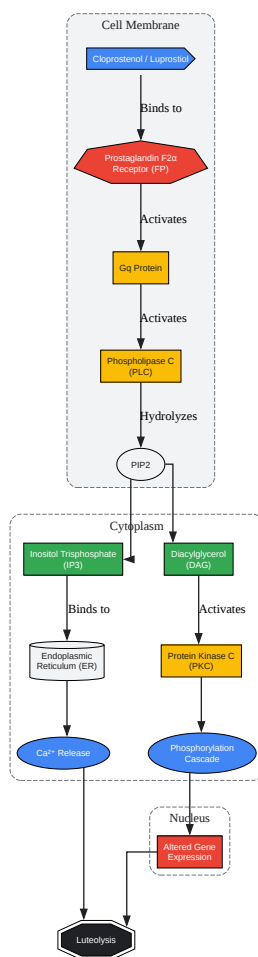 Cell Membrane
Cloprostenol / Luprostiol
Binds to
Prostaglandin F2α
Receptor (FP)
Activates
Gq Protein
Activates
Phospholipase C
(PLC)
Hydrolyzes
PIP2
Cytoplasm
Inositol Trisphosphate
(IP3)
Diacylglycerol
(DAG)
Binds to
Activates
Endoplasmic
Reticulum (ER)
Protein Kinase C
(PKC)
Ca²⁺ Release
Phosphorylation
Cascade
Nucleus
Altered Gene
Expression
Luteolysis